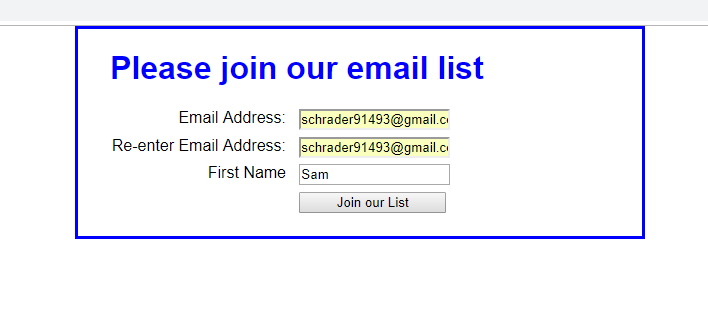 Please join our email list
Email Address: schrader91493@gmail.c
Re-enter Email Address: schrader91493@gmail.c
First Name Sam
Join our List